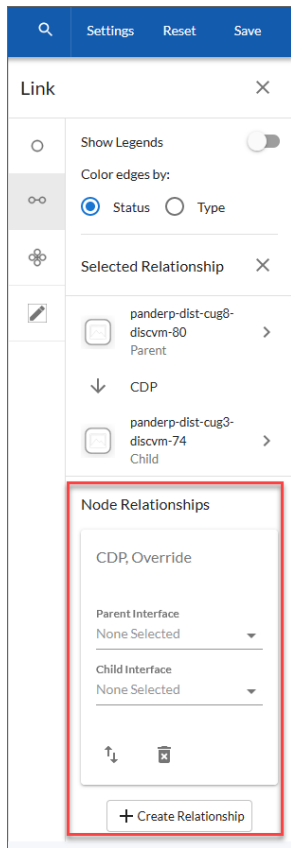 Settings Reset Save
Link
Show Legends
Color edges by:
Status Type
Selected Relationship
panderp-dist-cug8-
discvm-80
Parent
CDP
panderp-dist-cug3-
discvm-74
Child
Node Relationships
CDP, Override
Parent Interface
None Selected
Child Interface
None Selected
Create Relationship